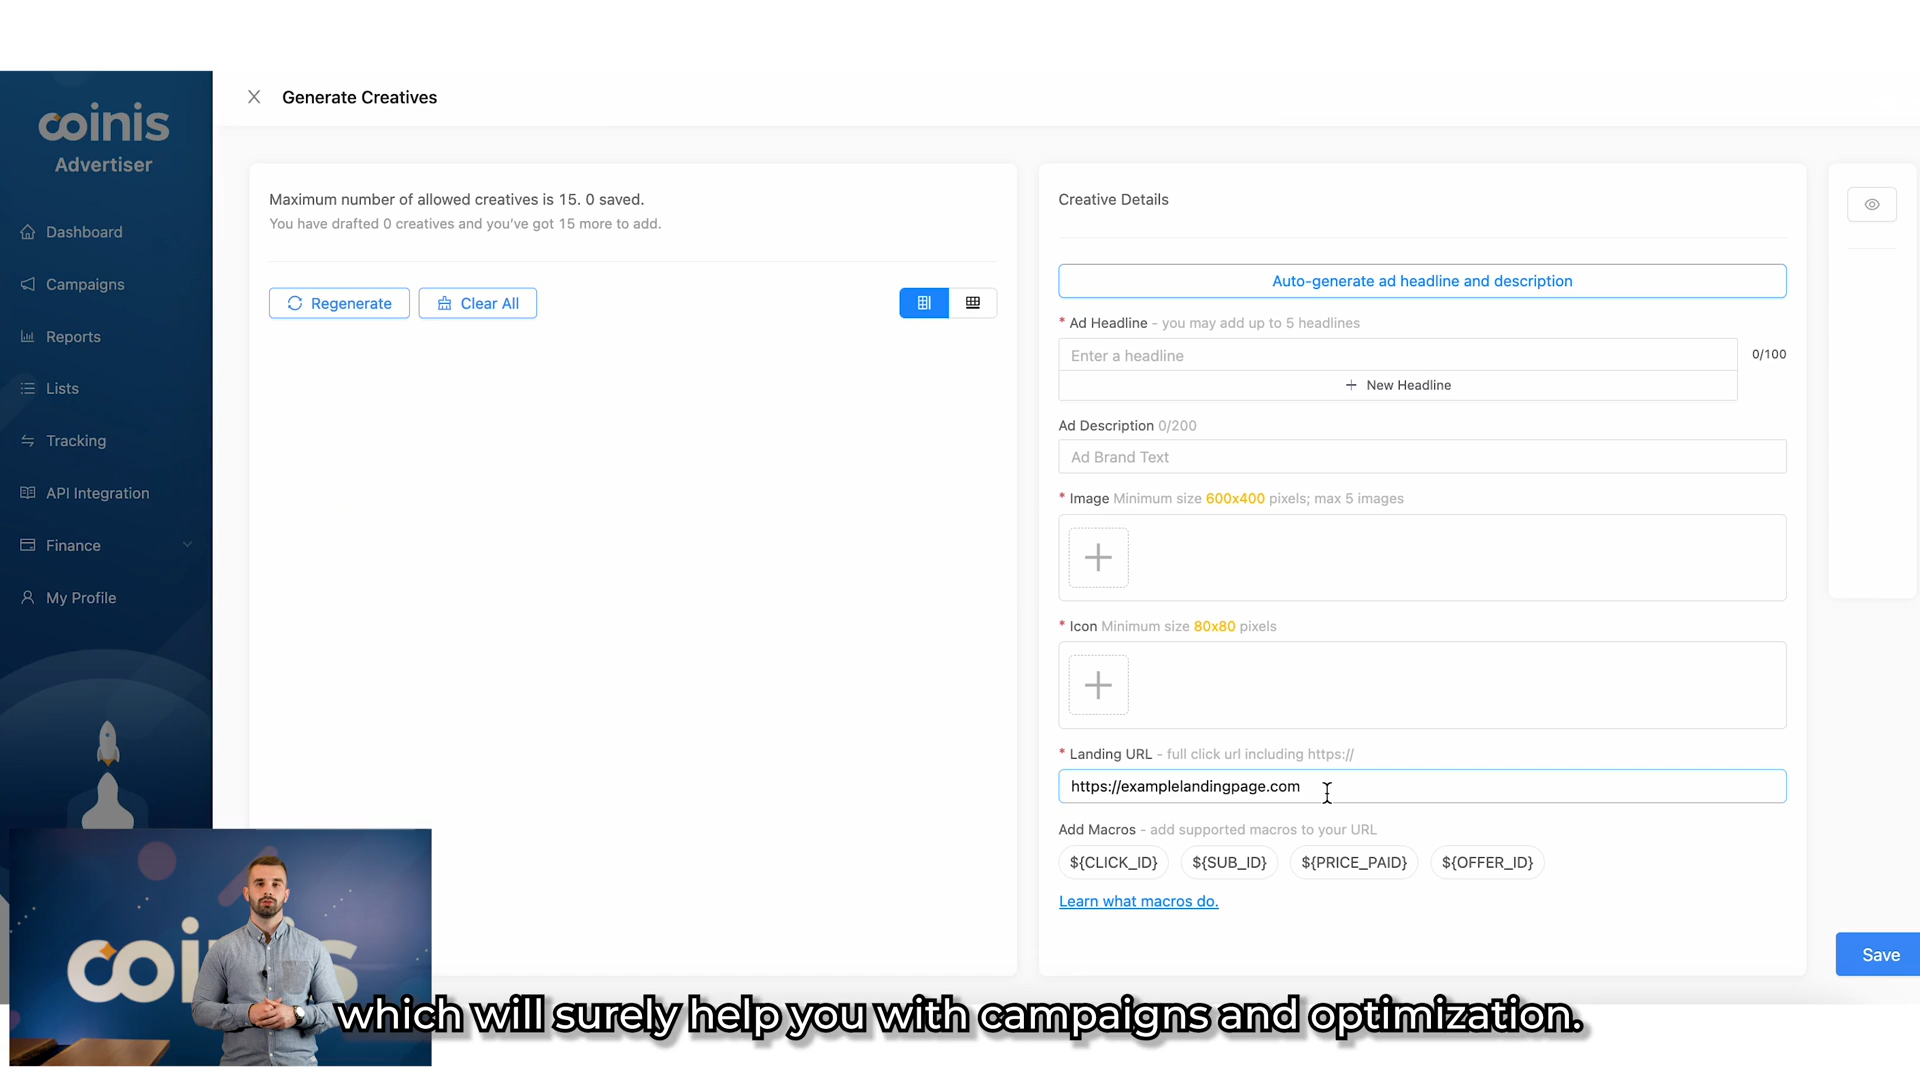 coinis
Advertiser
Dashboard
Campaigns
Reports
Lists
Tracking
API Integration
Finance
My Profile
Generate Creatives
Maximum number of allowed creatives is 15. 0 saved.
You have drafted 0 creatives and you've got 15 more to add.
Regenerate
Clear All
Creative Details
Auto-generate ad headline and description
* Ad Headline - you may add up to 5 headlines
Enter a headline
0/100
+ New Headline
Ad Description 0/200
Ad Brand Text
* Image Minimum size 600x400 pixels; max 5 images
* Icon Minimum size 80x80 pixels
* Landing URL - full click url including https://
https://examplelandingpage.com
Add Macros - add supported macros to your URL
${CLICK_ID} ${SUB_ID} ${PRICE_PAID} ${OFFER_ID}
Learn what macros do.
Save
which will surely help you with campaigns and optimization.